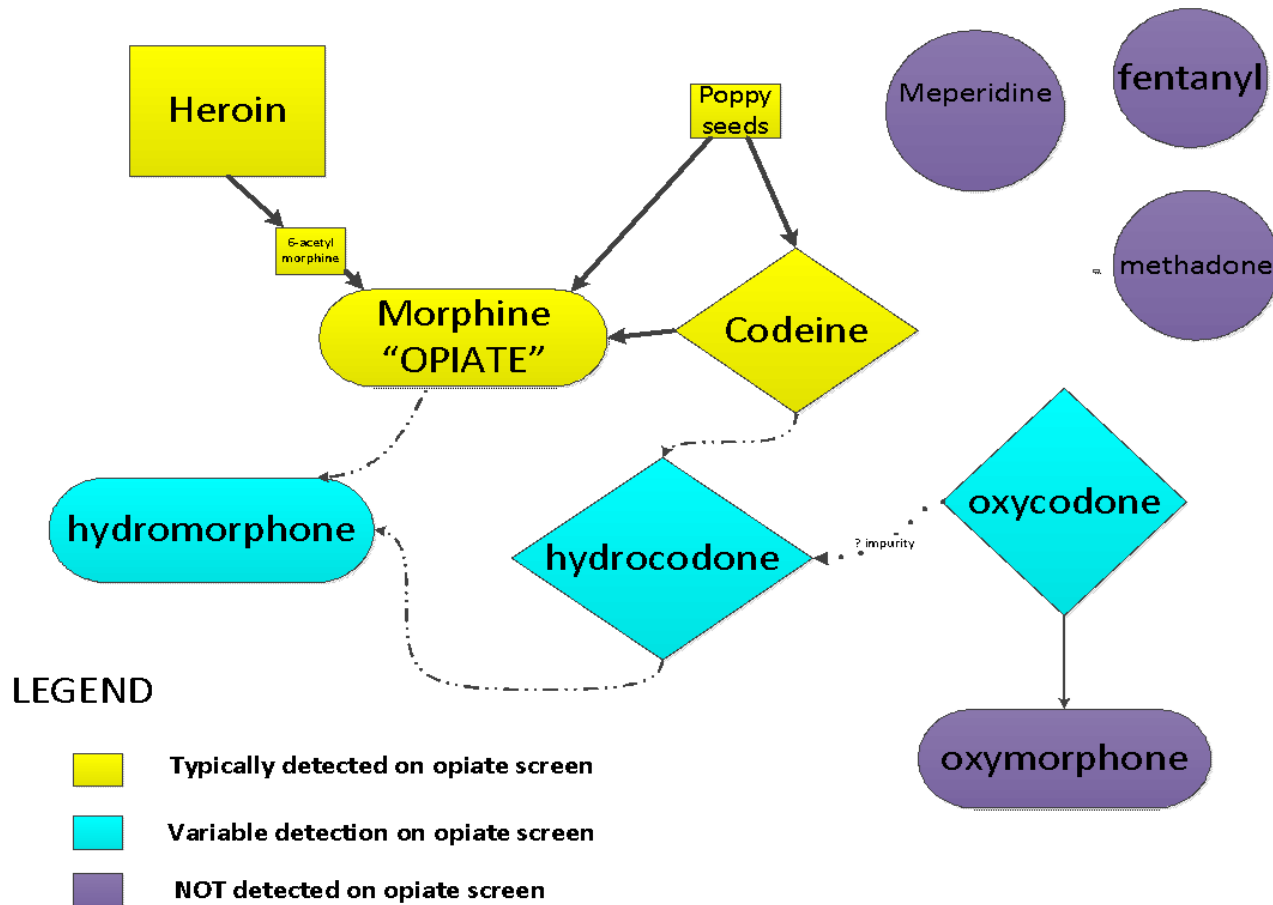 Heroin
Poppy
seeds
Meperidine
fentanyl
6-acetyl
morphine
methadone
Morphine
“OPIATE”
Codeine
oxycodone
hydromorphone
hydrocodone
? impurity
LEGEND
oxymorphone
Typically detected on opiate screen
Variable detection on opiate screen
NOT detected on opiate screen